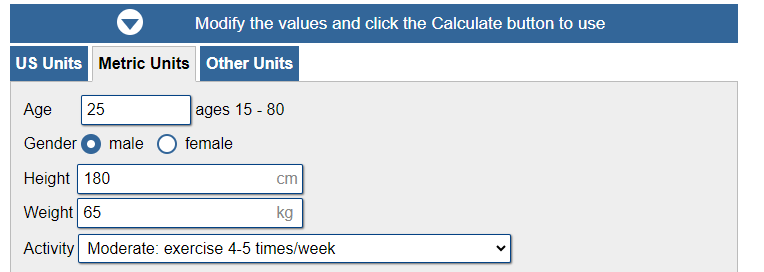 Modify the values and click the Calculate button to use
US Units Metric Units Other Units
Age 25 ages 15 - 80
Gender male female
Height 180 cm
Weight 65 kg
Activity Moderate: exercise 4-5 times/week